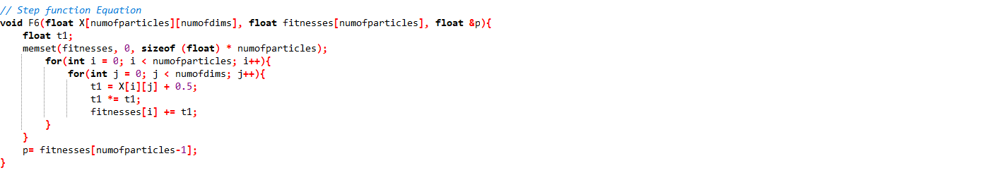 // Step function Equation
void F6(float X[numofparticles][numofdims], float fitnesses[numofparticles], float &p){
    float t1;
    memset(fitnesses, 0, sizeof (float) * numofparticles);
        for(int i = 0; i < numofparticles; i++){
            for(int j = 0; j < numofdims; j++){
                t1 = X[i][j] + 0.5;
                t1 *= t1;
                fitnesses[i] += t1;
        }
    }
    p= fitnesses[numofparticles-1];
}